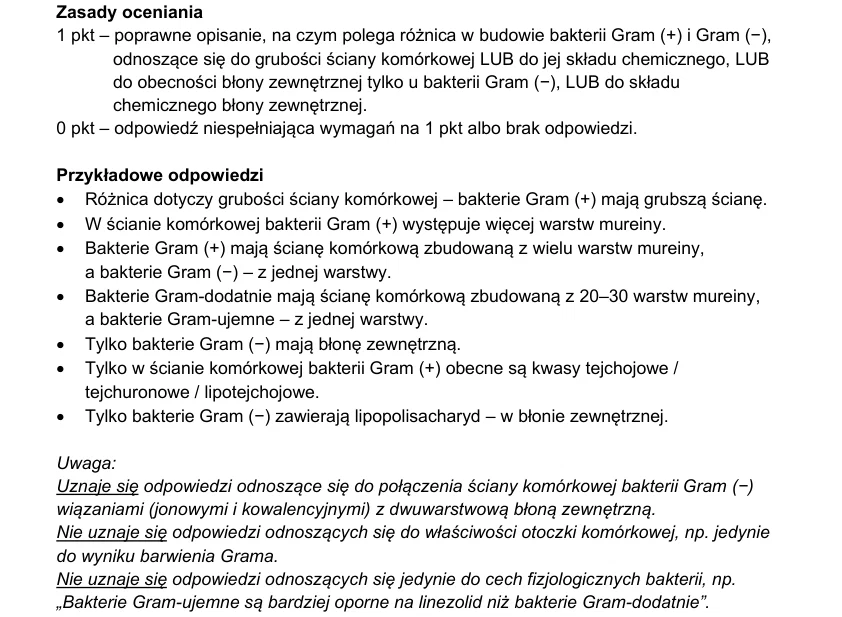 Zasady oceniania
1 pkt – poprawne opisanie, na czym polega różnica w budowie bakterii Gram (+) i Gram (−),
odnoszące się do grubości ściany komórkowej LUB do jej składu chemicznego, LUB
do obecności błony zewnętrznej tylko u bakterii Gram (−), LUB do składu
chemicznego błony zewnętrznej.
0 pkt – odpowiedź niespełniająca wymagań na 1 pkt albo brak odpowiedzi.
Przykładowe odpowiedzi
• Różnica dotyczy grubości ściany komórkowej – bakterie Gram (+) mają grubszą ścianę.
• W ścianie komórkowej bakterii Gram (+) występuje więcej warstw mureiny.
• Bakterie Gram (+) mają ścianę komórkową zbudowaną z wielu warstw mureiny,
a bakterie Gram (−) – z jednej warstwy.
• Bakterie Gram-dodatnie mają ścianę komórkową zbudowaną z 20–30 warstw mureiny,
a bakterie Gram-ujemne – z jednej warstwy.
• Tylko bakterie Gram (−) mają błonę zewnętrzną.
• Tylko w ścianie komórkowej bakterii Gram (+) obecne są kwasy tejchojowe /
tejchuronowe / lipotejchojowe.
• Tylko bakterie Gram (−) zawierają lipopolisacharyd – w błonie zewnętrznej.
Uwaga:
Uznaje się odpowiedzi odnoszące się do połączenia ściany komórkowej bakterii Gram (−)
wiązaniami (jonowymi i kowalencyjnymi) z dwuwarstwową błoną zewnętrzną.
Nie uznaje się odpowiedzi odnoszących się do właściwości otoczki komórkowej, np. jedynie
do wyniku barwienia Grama.
Nie uznaje się odpowiedzi odnoszących się jedynie do cech fizjologicznych bakterii, np.
„Bakterie Gram-ujemne są bardziej oporne na linezolid niż bakterie Gram-dodatnie”.